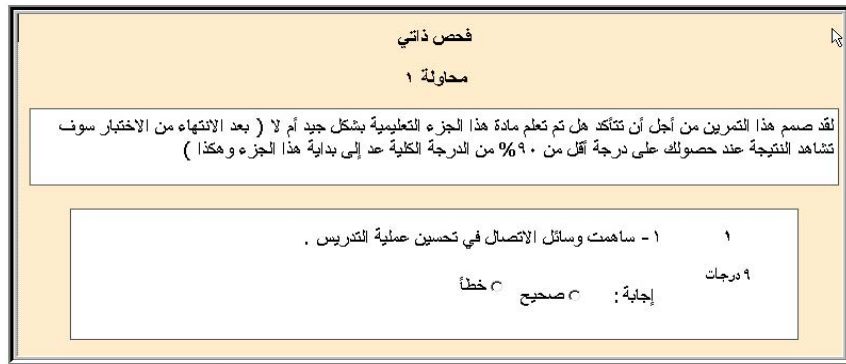 فحص ذاتي
محاولة ١
لقد صمم هذا التمرين من أجل أن تتأكد هل تم تعلم مادة هذا الجزء التعليمية بشكل جيد أم لا ( بعد الانتهاء من الاختبار سوف
تشاهد النتيجة عند حصولك على درجة أقل من ٩٠% من الدرجة الكلية عد إلى بداية هذا الجزء وهكذا )
١ ١- ساهمت وسائل الاتصال في تحسين عملية التدريس .
٩ درجات
إجابة : صحيح خطأ